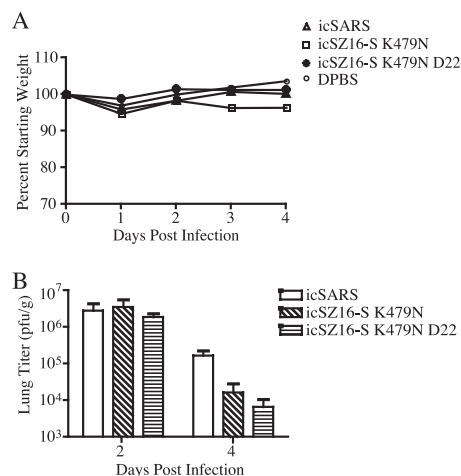 A
icSARS
icSZ16-S K479N
icSZ16-S K479N D22
DPBS
Percent Starting Weight
120
110
100
90
80
70
0 1 2 3 4
Days Post Infection
B
icSARS
icSZ16-S K479N
icSZ16-S K479N D22
Lung Titer (pfu/g)
10⁷
10⁶
10⁵
10⁴
10³
2 4
Days Post Infection